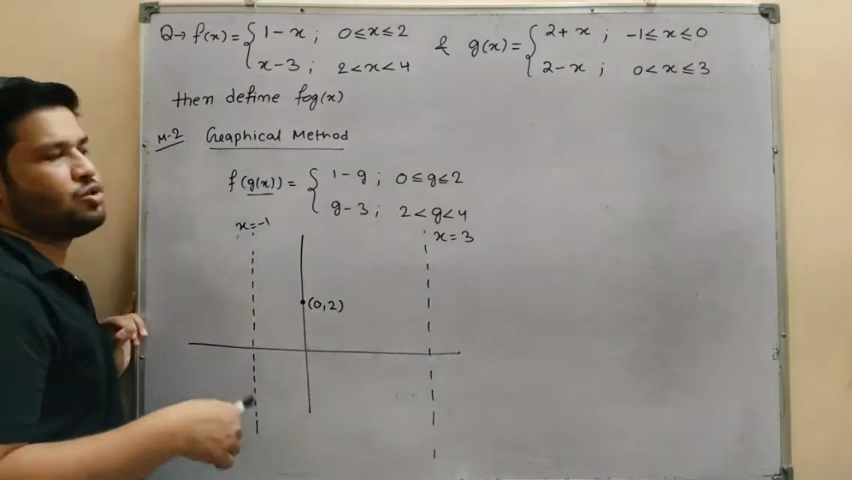 Q→ f(x) = { 1 - x ; 0 ≤ x ≤ 2 & g(x) = { 2 + x ; -1 ≤ x ≤ 0
x - 3 ; 2 < x < 4 2 - x ; 0 < x ≤ 3
then define fog(x)
M-2 Graphical Method
f(g(x)) = { 1 - g ; 0 ≤ g ≤ 2
g - 3 ; 2 < g < 4
x = -1
x = 3
(0,2)